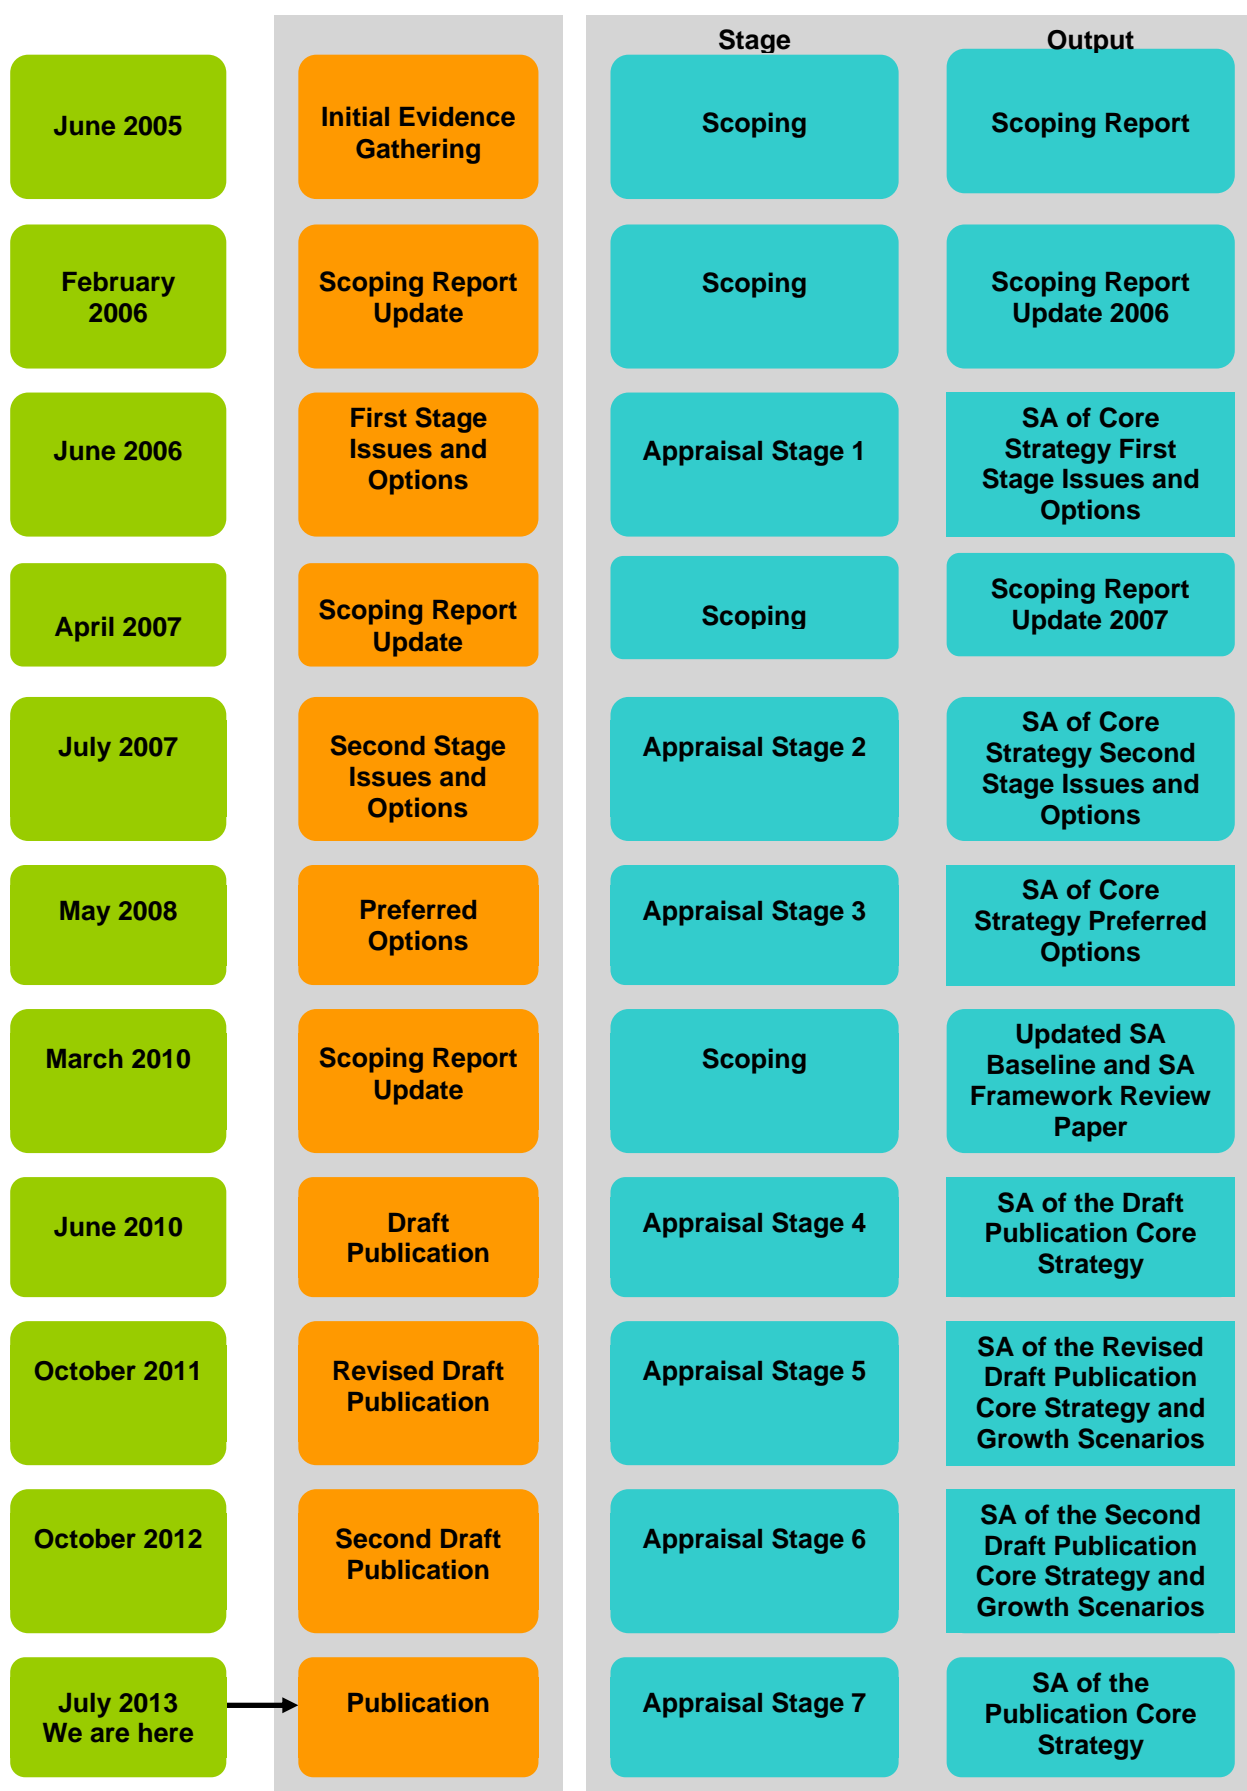 Stage
Output
June 2005
Initial Evidence
Gathering
Scoping
Scoping Report
February
2006
Scoping Report
Update
Scoping
Scoping Report
Update 2006
June 2006
First Stage
Issues and
Options
Appraisal Stage 1
SA of Core
Strategy First
Stage Issues and
Options
April 2007
Scoping Report
Update
Scoping
Scoping Report
Update 2007
July 2007
Second Stage
Issues and
Options
Appraisal Stage 2
SA of Core
Strategy Second
Stage Issues and
Options
May 2008
Preferred
Options
Appraisal Stage 3
SA of Core
Strategy Preferred
Options
March 2010
Scoping Report
Update
Scoping
Updated SA
Baseline and SA
Framework Review
Paper
June 2010
Draft
Publication
Appraisal Stage 4
SA of the Draft
Publication Core
Strategy
October 2011
Revised Draft
Publication
Appraisal Stage 5
SA of the Revised
Draft Publication
Core Strategy and
Growth Scenarios
October 2012
Second Draft
Publication
Appraisal Stage 6
SA of the Second
Draft Publication
Core Strategy and
Growth Scenarios
July 2013
We are here
Publication
Appraisal Stage 7
SA of the
Publication Core
Strategy